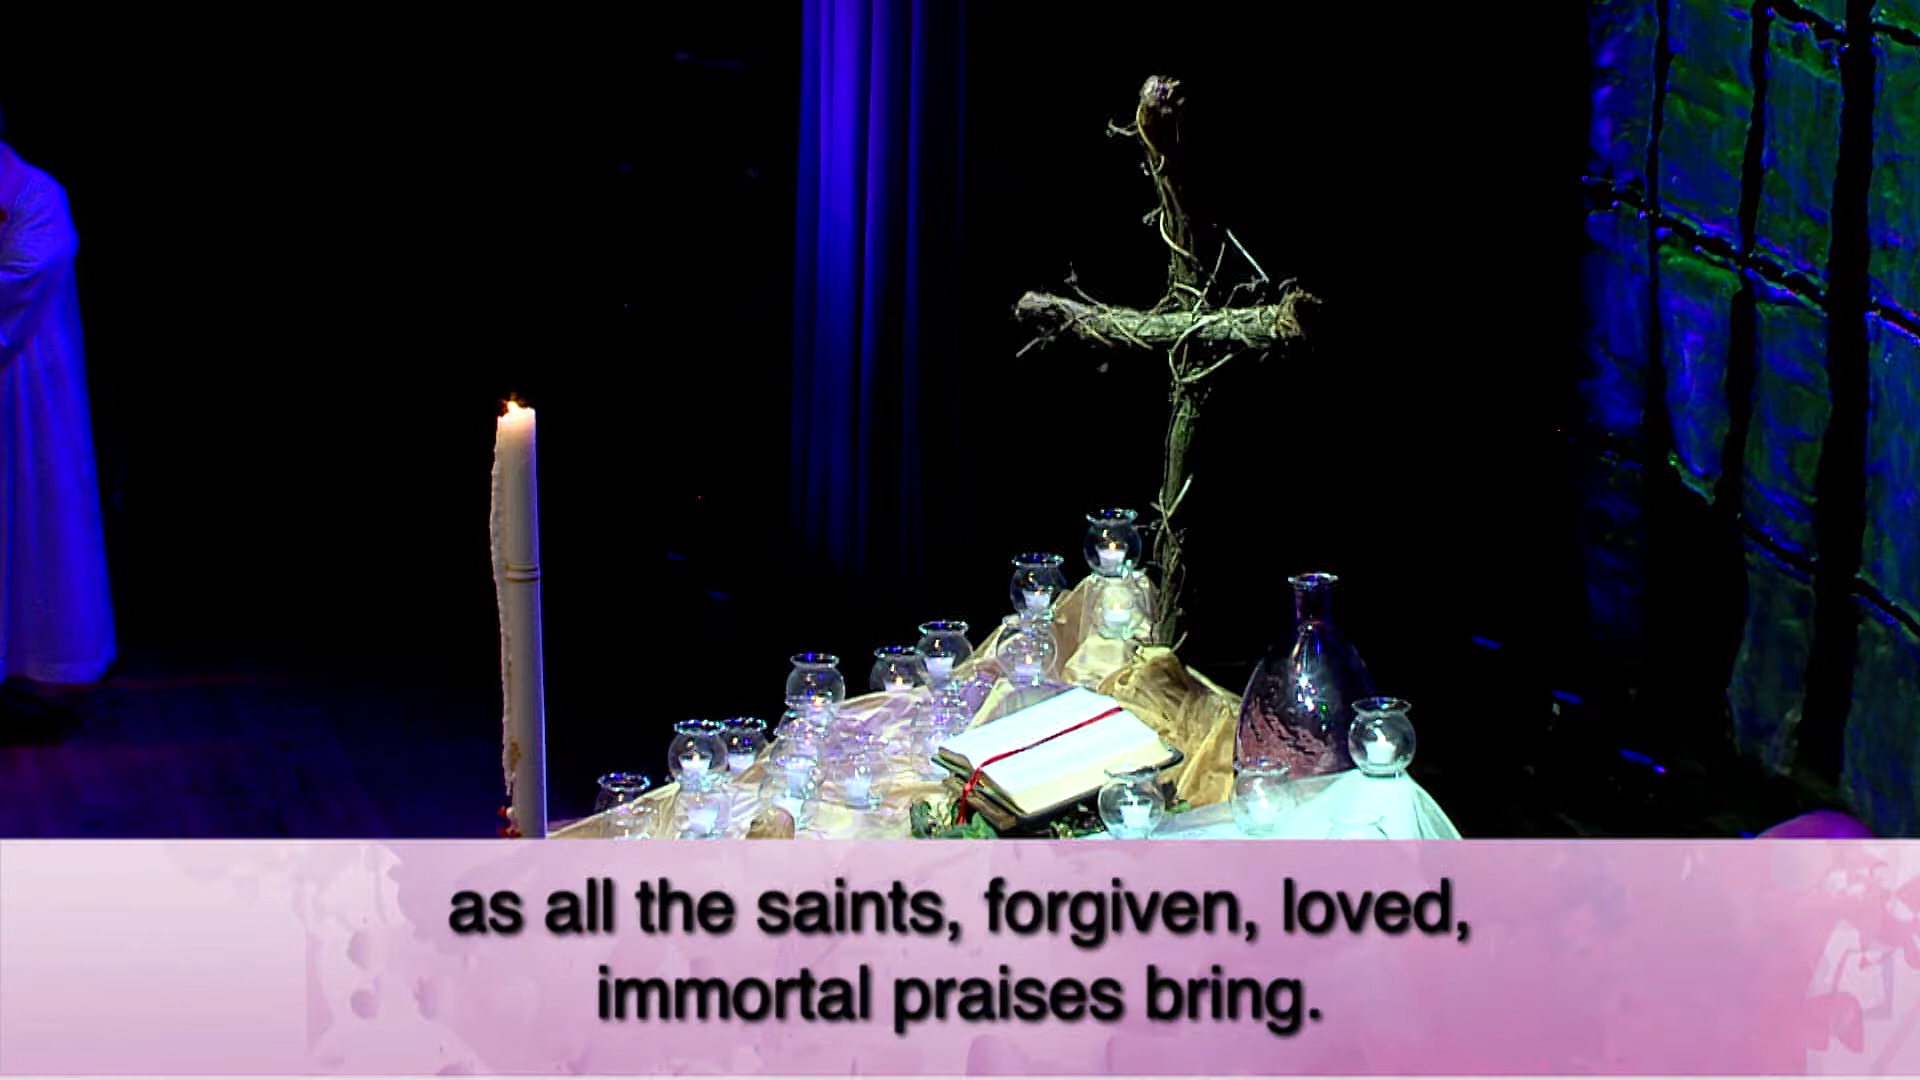 as all the saints, forgiven, loved,
immortal praises bring.